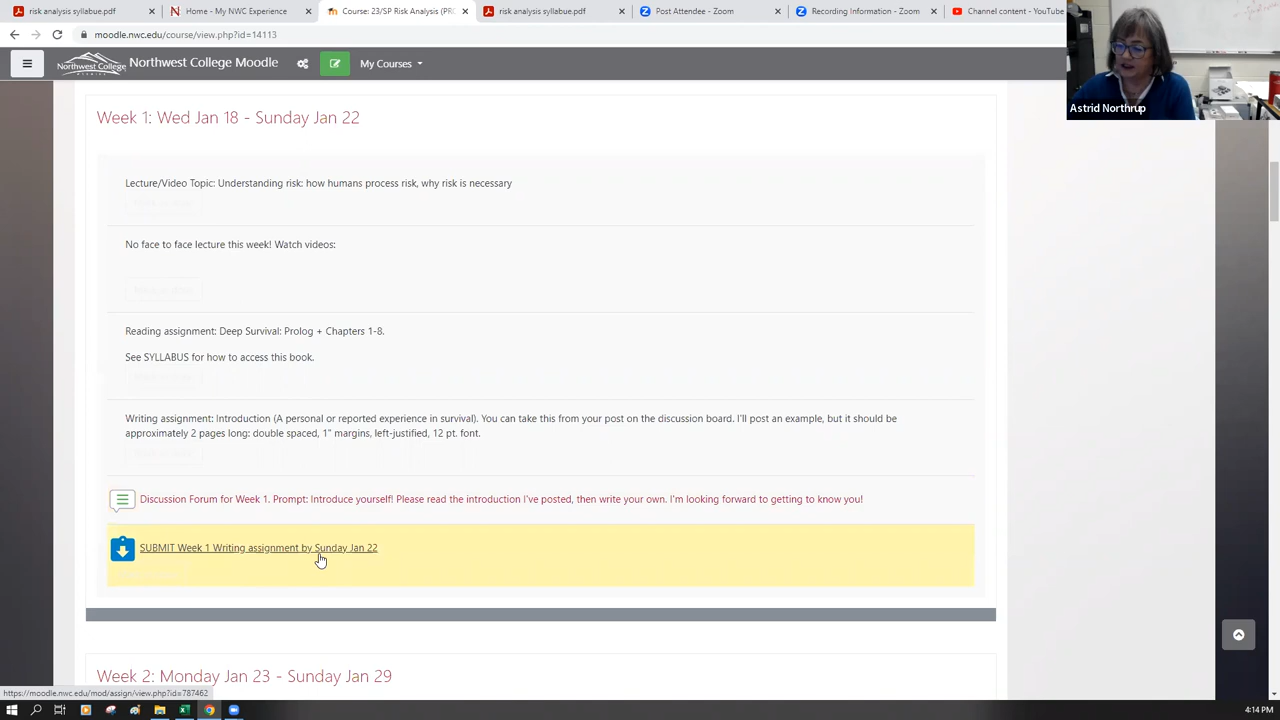 risk analysis syllabue.pdf
Home - My NWC Experience
Course: 23/SP Risk Analysis (PRO
risk analysis syllabue.pdf
Post Attendee - Zoom
Recording Information - Zoom
Channel content - YouTube
moodle.nwc.edu/course/view.php?id=14113
Northwest College
Northwest College Moodle
My Courses
Astrid Northrup
Week 1: Wed Jan 18 - Sunday Jan 22
Lecture/Video Topic: Understanding risk: how humans process risk, why risk is necessary
No face to face lecture this week! Watch videos:
Reading assignment: Deep Survival: Prolog + Chapters 1-8.
See SYLLABUS for how to access this book.
Writing assignment: Introduction (A personal or reported experience in survival). You can take this from your post on the discussion board. I'll post an example, but it should be
approximately 2 pages long: double spaced, 1" margins, left-justified, 12 pt. font.
Discussion Forum for Week 1. Prompt: Introduce yourself! Please read the introduction I've posted, then write your own. I'm looking forward to getting to know you!
SUBMIT Week 1 Writing assignment by Sunday Jan 22
Week 2: Monday Jan 23 - Sunday Jan 29
https://moodle.nwc.edu/mod/assign/view.php?id=787462
4:14 PM